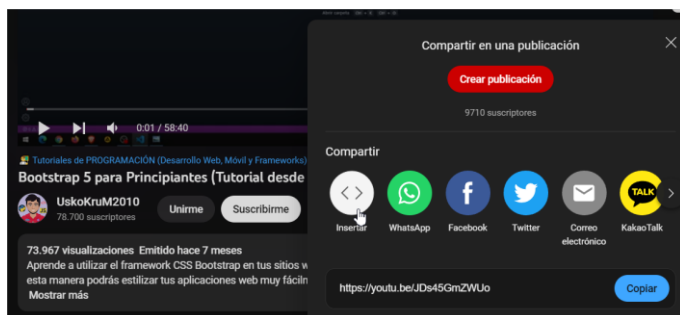 Compartir en una publicación
Crear publicación
9710 suscriptores
0:01 / 58:40
Tutoriales de PROGRAMACIÓN (Desarrollo Web, Móvil y Frameworks)
Bootstrap 5 para Principiantes (Tutorial desde
UskoKruM2010
78.700 suscriptores
Unirme
Suscribirme
73.967 visualizaciones Emitido hace 7 meses
Aprende a utilizar el framework CSS Bootstrap en tus sitios w
esta manera podrás estilizar tus aplicaciones web muy fáciln
Mostrar más
Compartir
TALK
Insertar
WhatsApp
Facebook
Twitter
Correo
electrónico
KakaoTalk
https://youtu.be/JDs45GmZWUo
Copiar